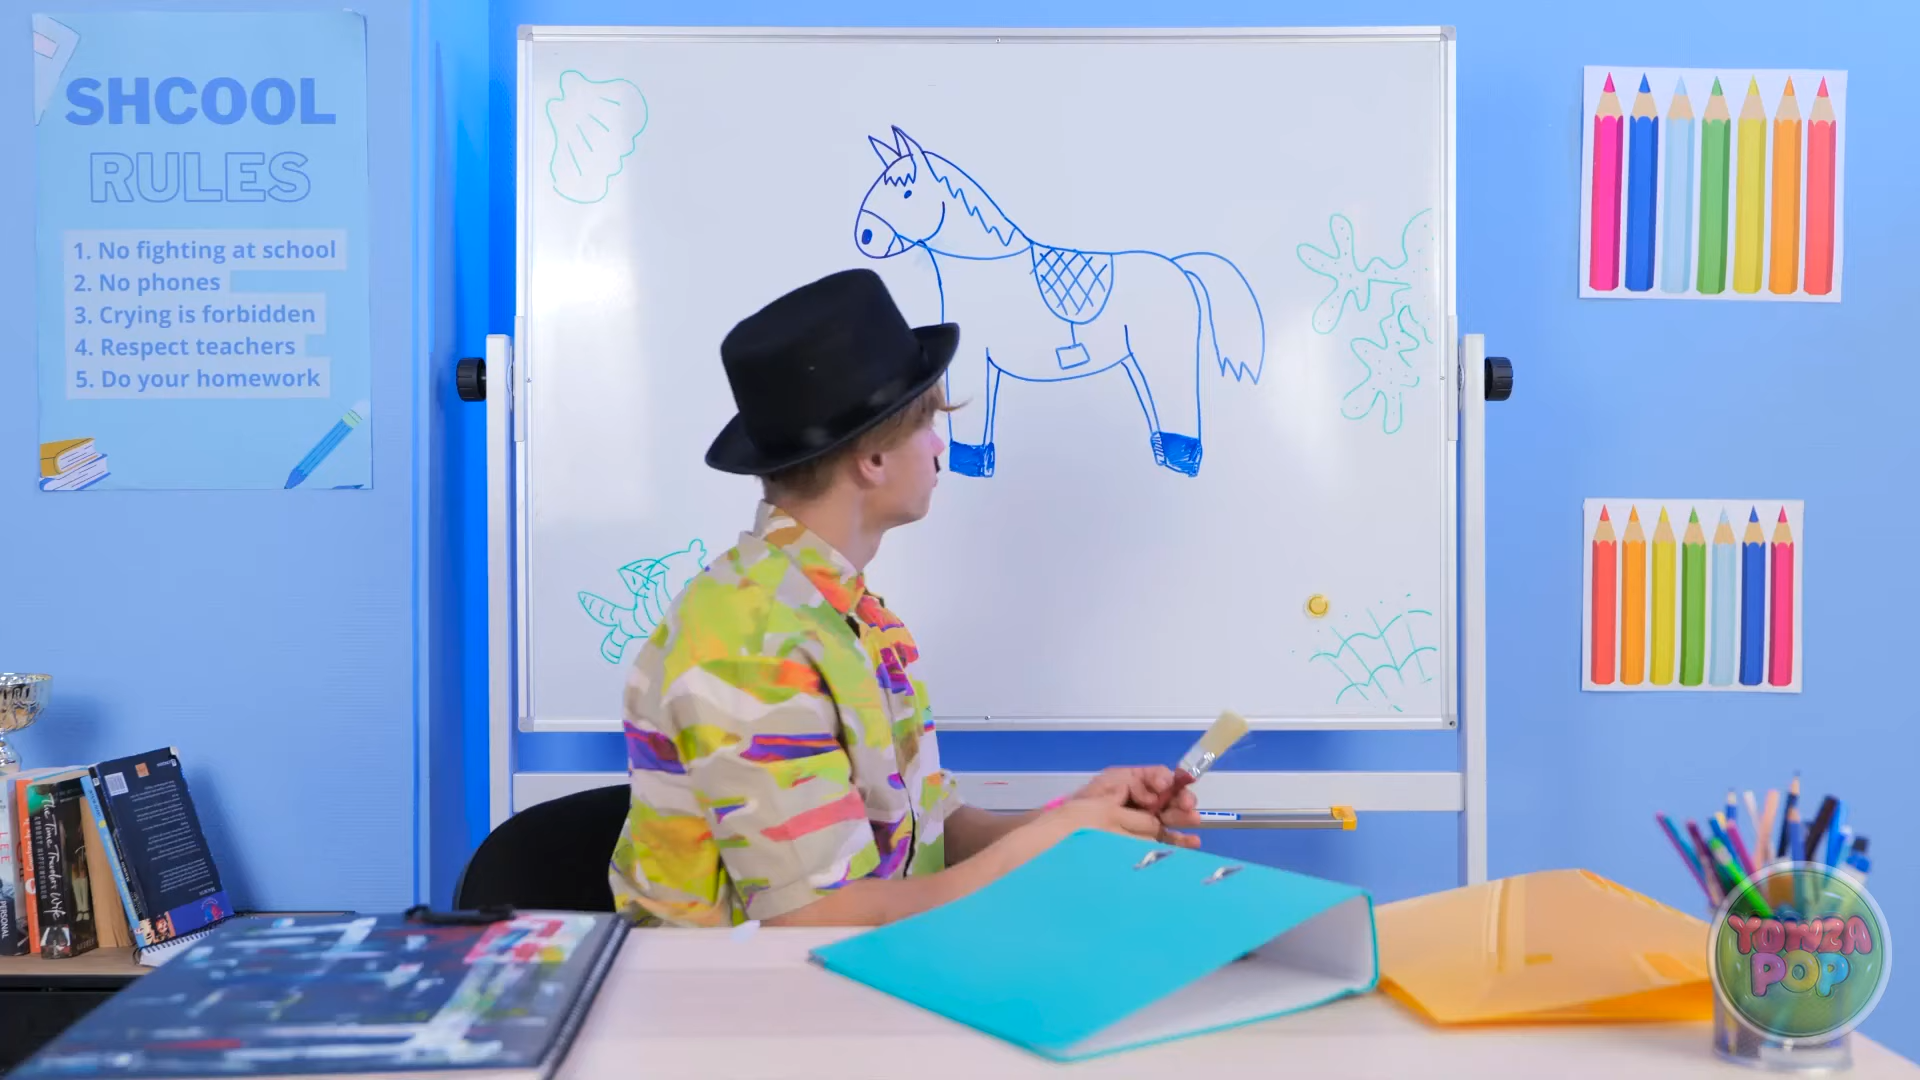 SHCOOL
RULES
1. No fighting at school
2. No phones
3. Crying is forbidden
4. Respect teachers
5. Do your homework
The Time Traveler's Wife
PERSONAL
YOWZA
POP